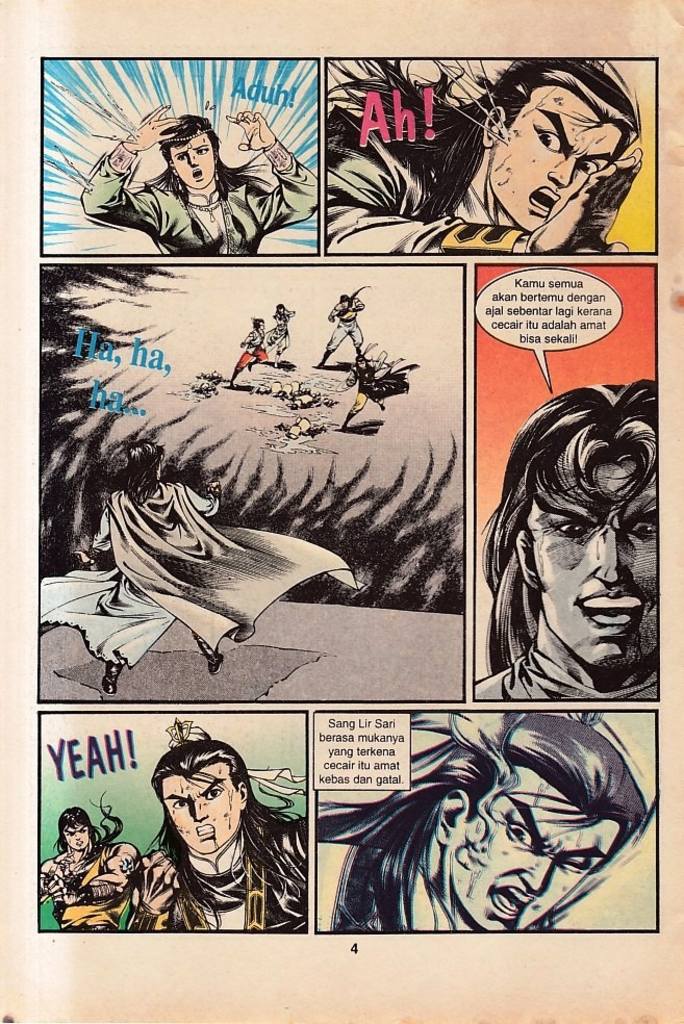 Aduh!
Ah!
Ha, ha,
ha...
Kamu semua
akan bertemu dengan
ajal sebentar lagi kerana
cecair itu adalah amat
bisa sekali!
YEAH!
Sang Lir Sari
berasa mukanya
yang terkena
cecair itu amat
kebas dan gatal.
4